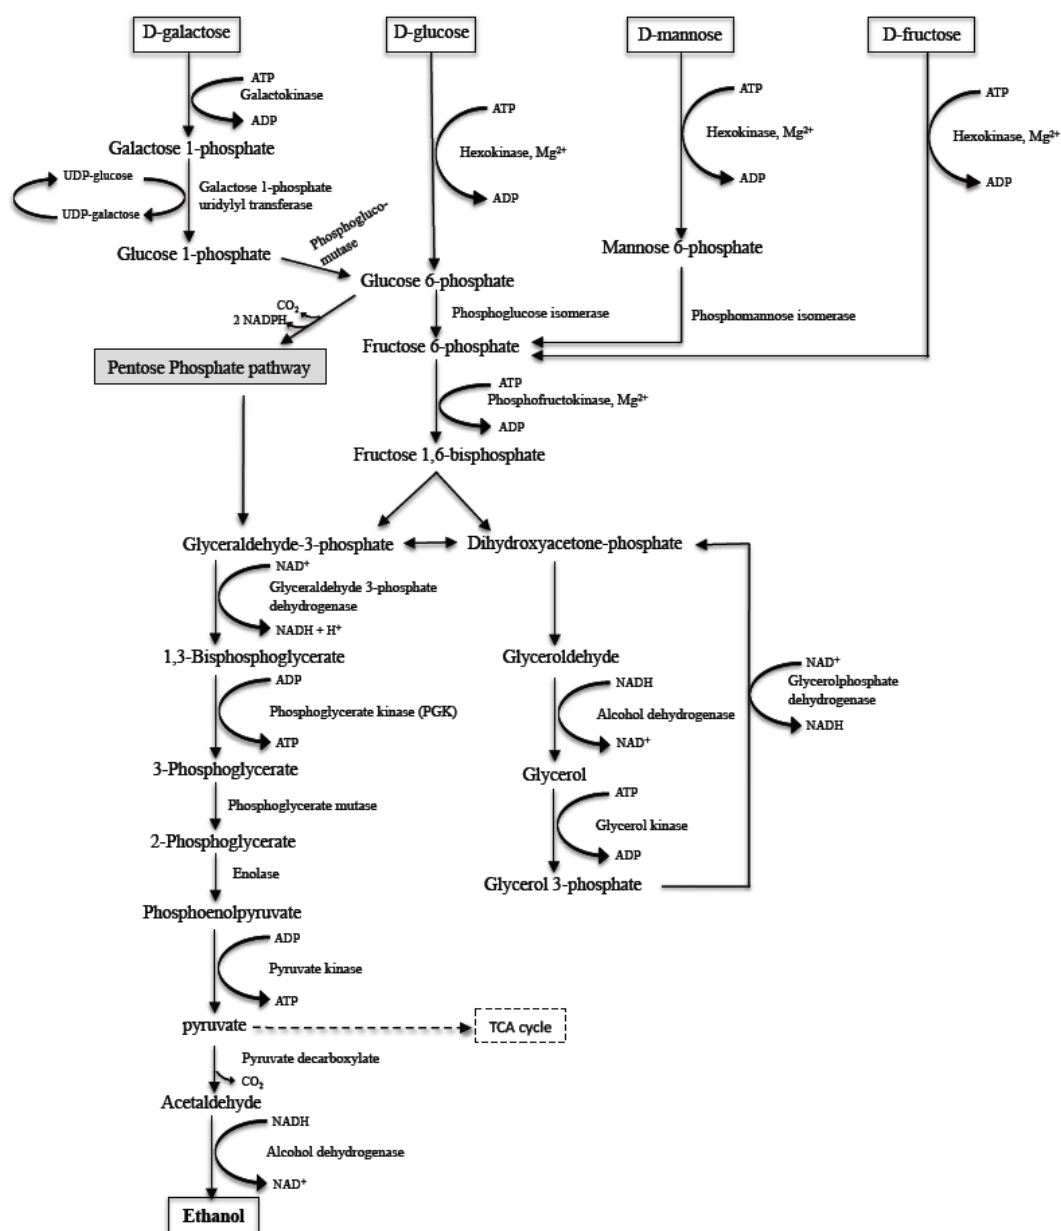 D-galactose
D-glucose
D-mannose
D-fructose
ATP
Galactokinase
ADP
ATP
Hexokinase, Mg²⁺
ADP
ATP
Hexokinase, Mg²⁺
ADP
ATP
Hexokinase, Mg²⁺
ADP
Galactose 1-phosphate
UDP-glucose
UDP-galactose
Galactose 1-phosphate
uridylyl transferase
Glucose 1-phosphate
Phosphogluco-
mutase
Mannose 6-phosphate
Glucose 6-phosphate
CO₂
2 NADPH
Phosphoglucose isomerase
Phosphomannose isomerase
Fructose 6-phosphate
Pentose Phosphate pathway
ATP
Phosphofructokinase, Mg²⁺
ADP
Fructose 1,6-bisphosphate
Glyceraldehyde-3-phosphate
Dihydroxyacetone-phosphate
NAD⁺
Glyceraldehyde 3-phosphate
dehydrogenase
NADH + H⁺
1,3-Bisphosphoglycerate
Glyceroldehyde
NAD⁺
Glycerolphosphate
dehydrogenase
NADH
ADP
Phosphoglycerate kinase (PGK)
ATP
NADH
Alcohol dehydrogenase
NAD⁺
3-Phosphoglycerate
Glycerol
Phosphoglycerate mutase
ATP
Glycerol kinase
ADP
2-Phosphoglycerate
Enolase
Glycerol 3-phosphate
Phosphoenolpyruvate
ADP
Pyruvate kinase
ATP
pyruvate
TCA cycle
Pyruvate decarboxylate
CO₂
Acetaldehyde
NADH
Alcohol dehydrogenase
NAD⁺
Ethanol